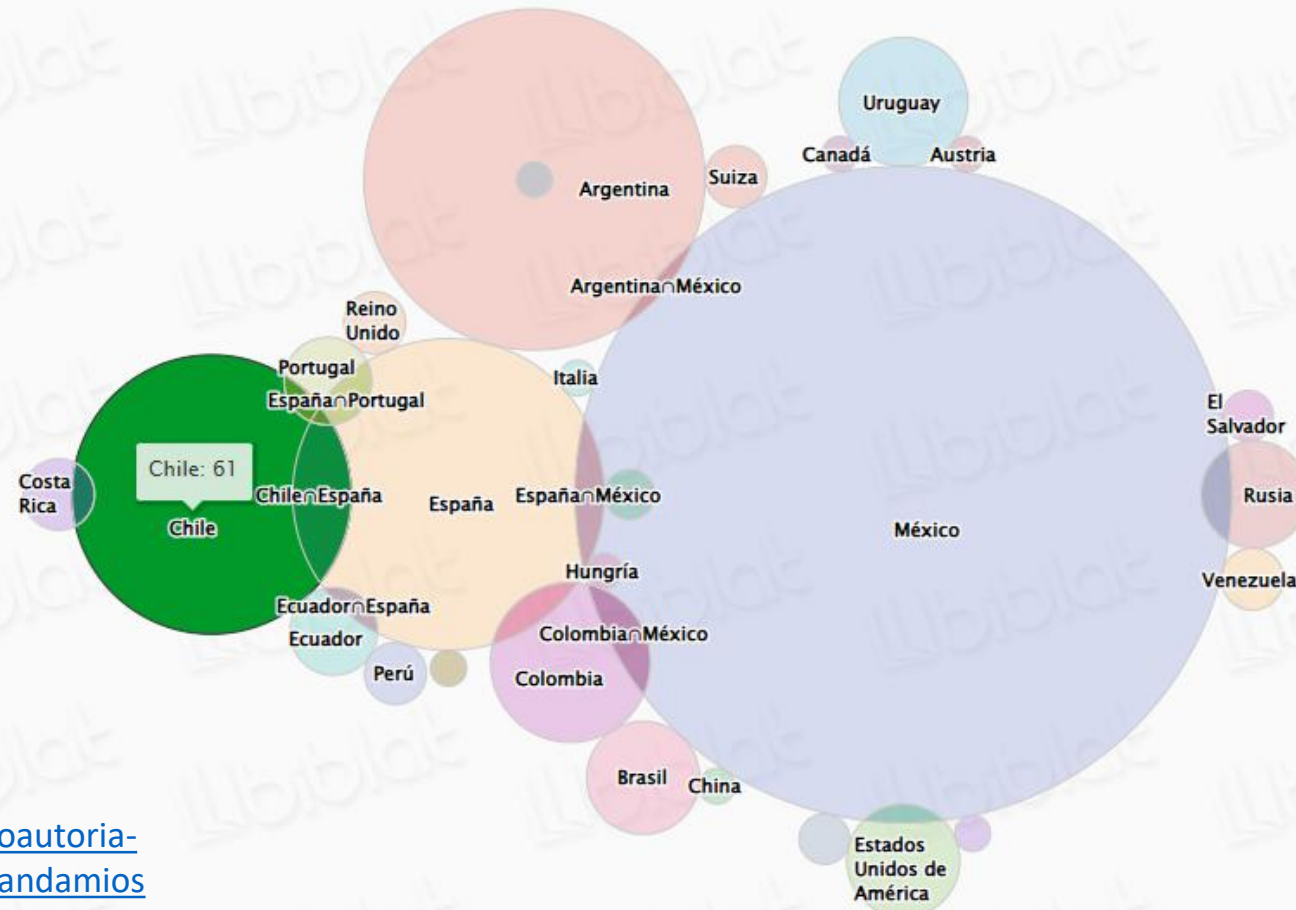 Uruguay
Canadá
Austria
Suiza
Argentina
Argentina∩México
Reino
Unido
Portugal
Italia
España∩Portugal
El
Salvador
Chile: 61
Costa
Rica
Chile∩España
España
España∩México
Rusia
Chile
México
Hungría
Venezuela
Ecuador∩España
Ecuador
Colombia∩México
Perú
Colombia
Brasil
China
Estados
Unidos de
América
oautoria-
andamios
biblat